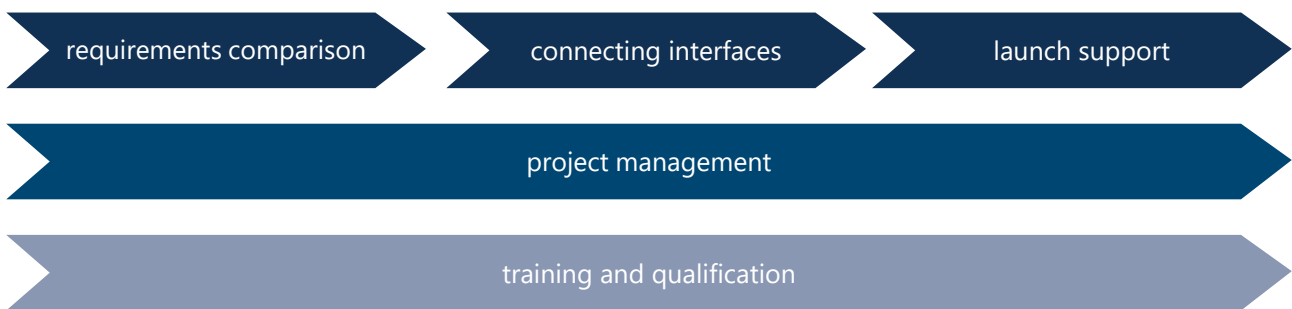 requirements comparison
connecting interfaces
launch support
project management
training and qualification